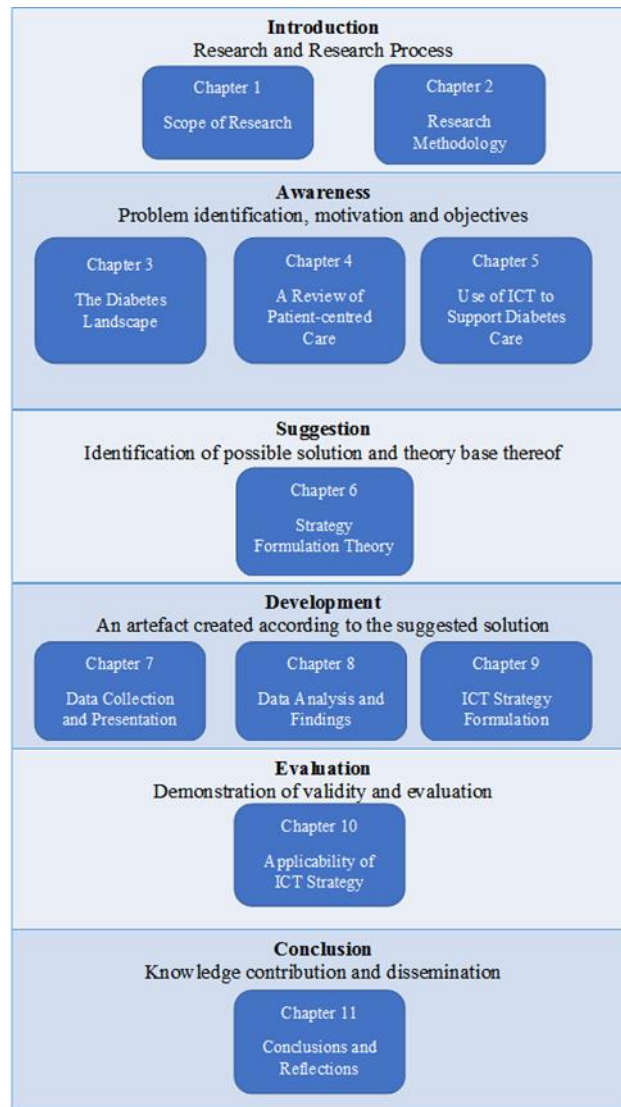 Introduction
Research and Research Process
Chapter 1
Scope of Research
Chapter 2
Research
Methodology
Awareness
Problem identification, motivation and objectives
Chapter 3
The Diabetes
Landscape
Chapter 4
A Review of
Patient-centred
Care
Chapter 5
Use of ICT to
Support Diabetes
Care
Suggestion
Identification of possible solution and theory base thereof
Chapter 6
Strategy
Formulation Theory
Development
An artefact created according to the suggested solution
Chapter 7
Data Collection
and Presentation
Chapter 8
Data Analysis and
Findings
Chapter 9
ICT Strategy
Formulation
Evaluation
Demonstration of validity and evaluation
Chapter 10
Applicability of
ICT Strategy
Conclusion
Knowledge contribution and dissemination
Chapter 11
Conclusions and
Reflections